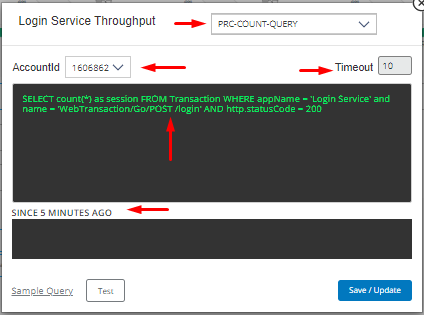 Login Service Throughput
PRC-COUNT-QUERY
AccountId
1606862
Timeout
10
SELECT count(*) as session FROM Transaction WHERE appName = 'Login Service' and
name = 'WebTransaction/Go/POST /login' AND http.statusCode = 200
SINCE 5 MINUTES AGO
Sample Query
Test
Save / Update